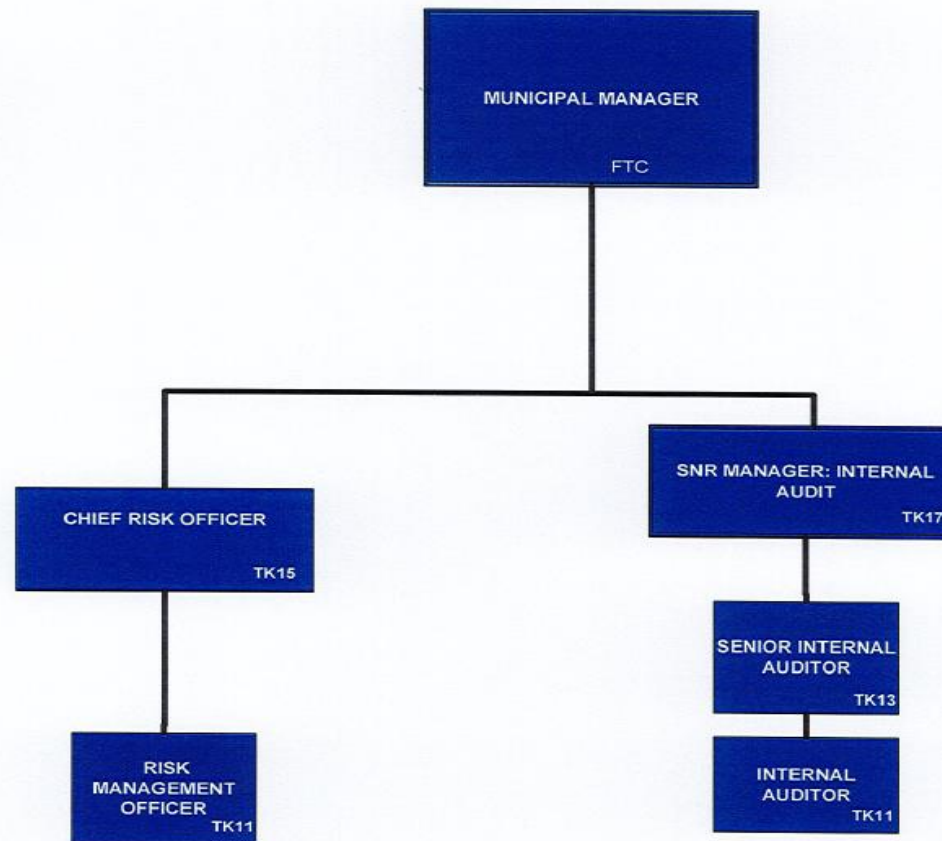 MUNICIPAL MANAGER
FTC
CHIEF RISK OFFICER
TK15
SNR MANAGER: INTERNAL
AUDIT
TK17
SENIOR INTERNAL
AUDITOR
TK13
RISK
MANAGEMENT
OFFICER
TK11
INTERNAL
AUDITOR
TK11